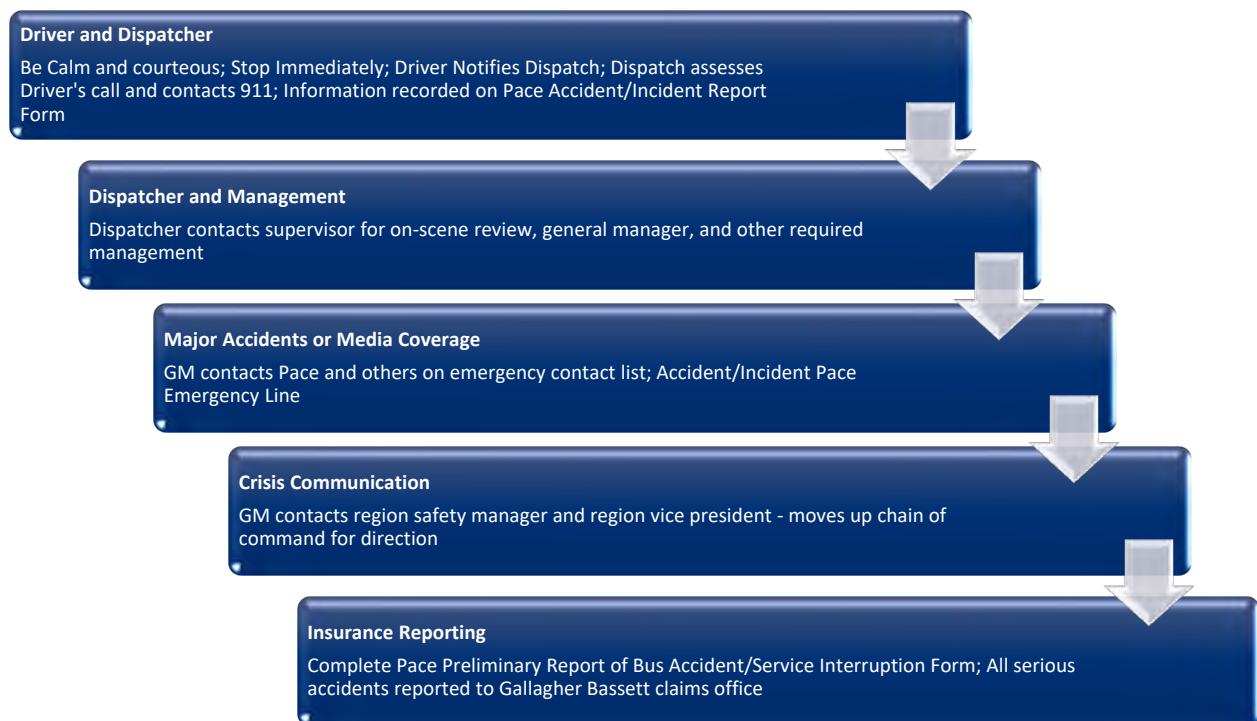 Driver and Dispatcher
Be Calm and courteous; Stop Immediately; Driver Notifies Dispatch; Dispatch assesses
Driver's call and contacts 911; Information recorded on Pace Accident/Incident Report
Form
Dispatcher and Management
Dispatcher contacts supervisor for on-scene review, general manager, and other required
management
Major Accidents or Media Coverage
GM contacts Pace and others on emergency contact list; Accident/Incident Pace
Emergency Line
Crisis Communication
GM contacts region safety manager and region vice president - moves up chain of
command for direction
Insurance Reporting
Complete Pace Preliminary Report of Bus Accident/Service Interruption Form; All serious
accidents reported to Gallagher Bassett claims office